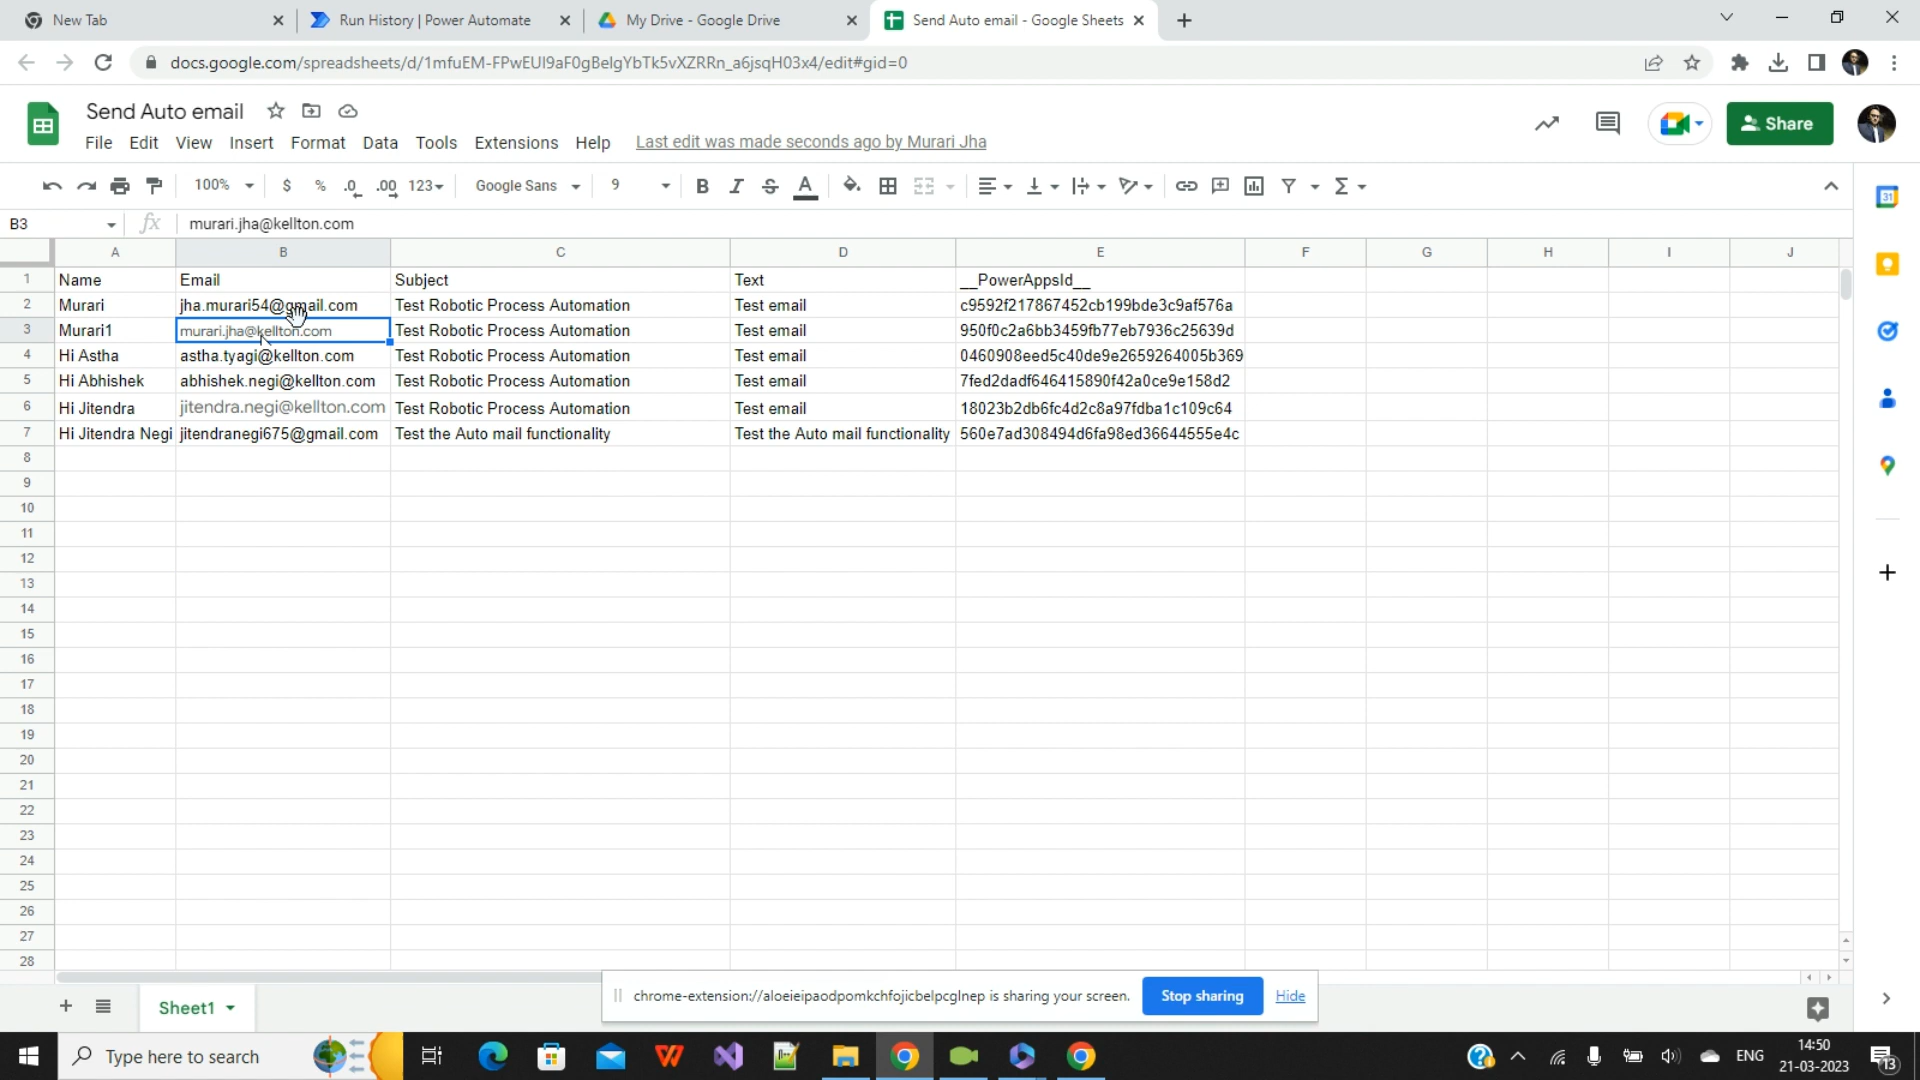 New Tab
Run History | Power Automate
My Drive - Google Drive
Send Auto email - Google Sheets
docs.google.com/spreadsheets/d/1mfuEM-FPwEUl9aF0gBelgYbTk5vXZRRn_a6jsqH03x4/edit#gid=0
Send Auto email
File Edit View Insert Format Data Tools Extensions Help Last edit was made seconds ago by Murari Jha
Share
100% $ % .0 .00 123 Google Sans 9 B I S A
31
B3 fx murari.jha@kellton.com
A B C D E F G H I J
1 Name Email Subject Text __PowerAppsId__
2 Murari jha.murari54@gmail.com Test Robotic Process Automation Test email c9592f217867452cb199bde3c9af576a
3 Murari1 murari.jha@kellton.com Test Robotic Process Automation Test email 950f0c2a6bb3459fb77eb7936c25639d
4 Hi Astha astha.tyagi@kellton.com Test Robotic Process Automation Test email 0460908eed5c40de9e2659264005b369
5 Hi Abhishek abhishek.negi@kellton.com Test Robotic Process Automation Test email 7fed2dadf646415890f42a0ce9e158d2
6 Hi Jitendra jitendra.negi@kellton.com Test Robotic Process Automation Test email 18023b2db6fc4d2c8a97fdba1c109c64
7 Hi Jitendra Negi jitendranegi675@gmail.com Test the Auto mail functionality Test the Auto mail functionality 560e7ad308494d6fa98ed36644555e4c
8
9
10
11
12
13
14
15
16
17
18
19
20
21
22
23
24
25
26
27
28
chrome-extension://aloeieipaodpomkchfojicbelpcglnep is sharing your screen. Stop sharing Hide
Sheet1
Type here to search
ENG
14:50
21-03-2023
13